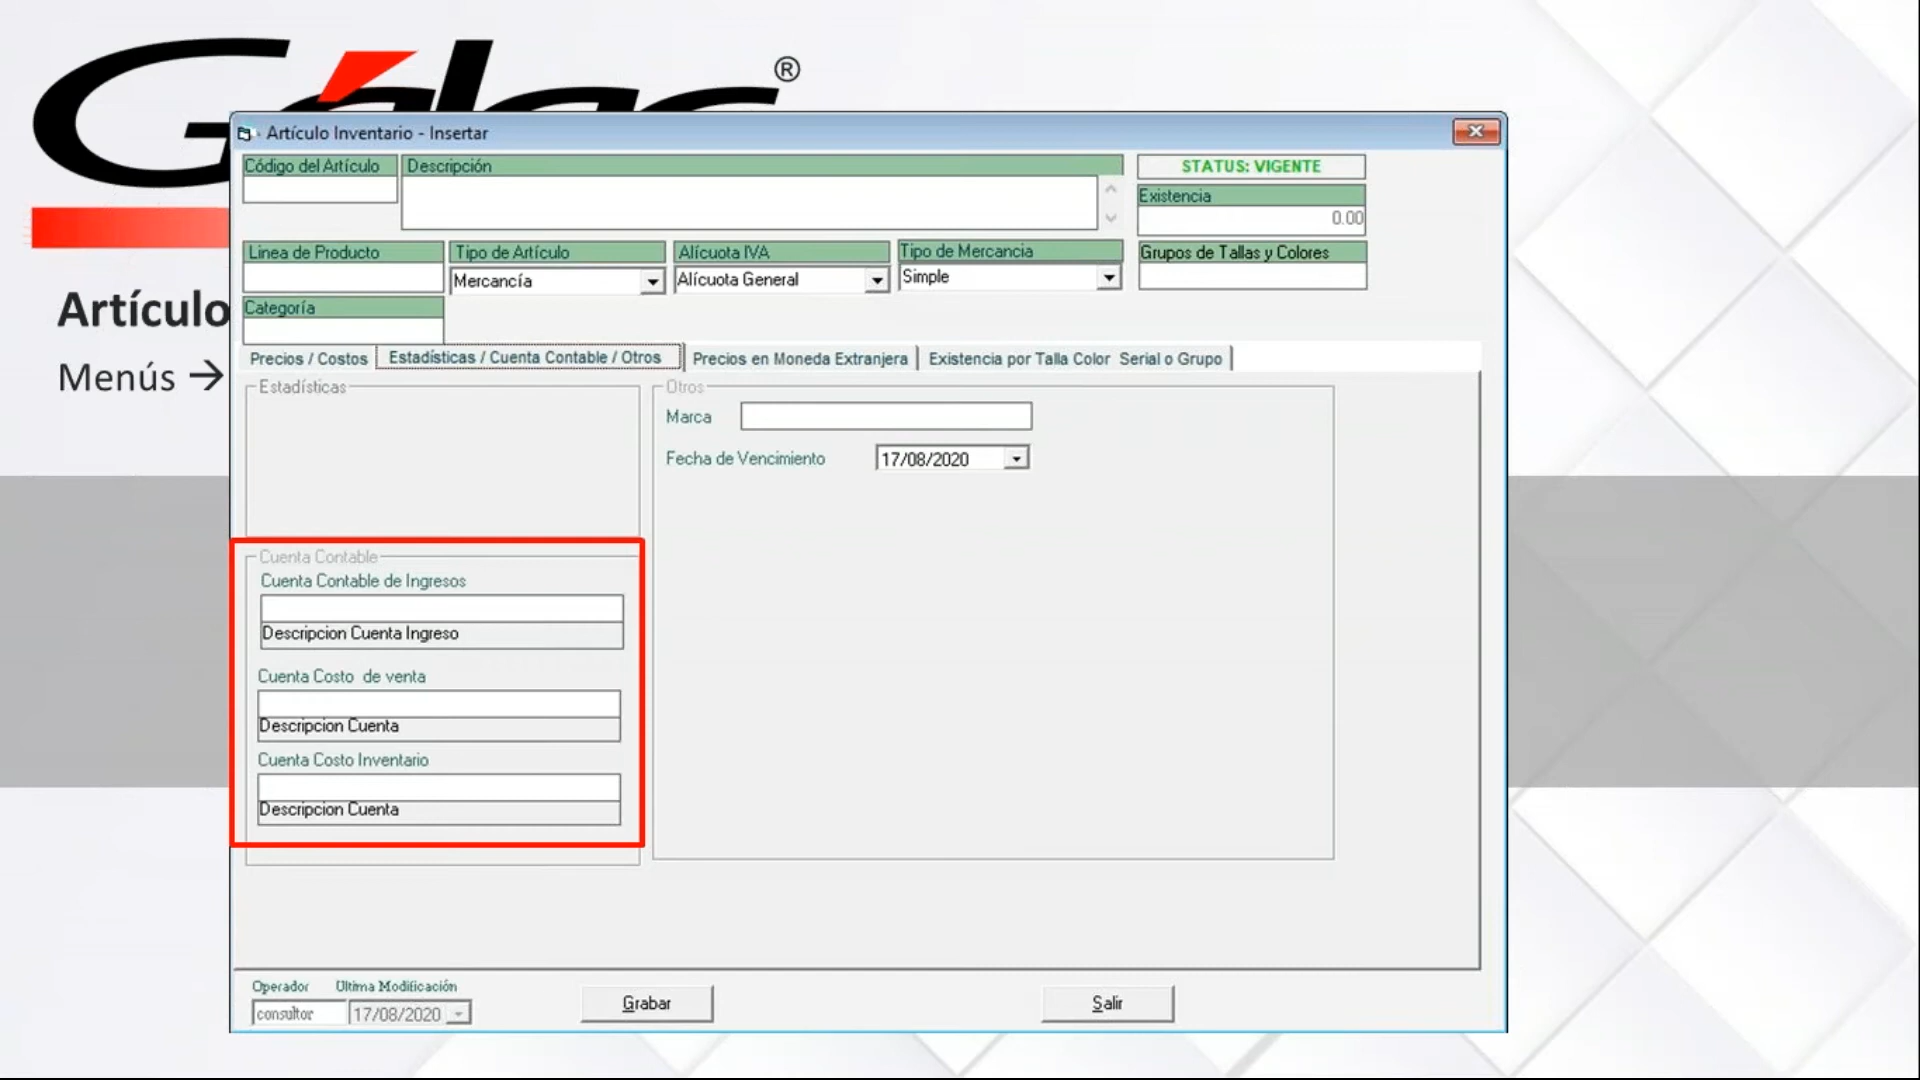 Gálac®
Artículo Inventario - Insertar
Código del Artículo
Descripción
STATUS: VIGENTE
Existencia
0.00
Linea de Producto
Tipo de Artículo
Alícuota IVA
Tipo de Mercancia
Grupos de Tallas y Colores
Mercancía
Alícuota General
Simple
Categoría
Artículo
Menús →
Precios / Costos
Estadísticas / Cuenta Contable / Otros
Precios en Moneda Extranjera
Existencia por Talla Color Serial o Grupo
Estadísticas
Otros
Marca
Fecha de Vencimiento
17/08/2020
Cuenta Contable
Cuenta Contable de Ingresos
Descripcion Cuenta Ingreso
Cuenta Costo de venta
Descripcion Cuenta
Cuenta Costo Inventario
Descripcion Cuenta
Operador
Ultima Modificación
consultor
17/08/2020
Grabar
Salir